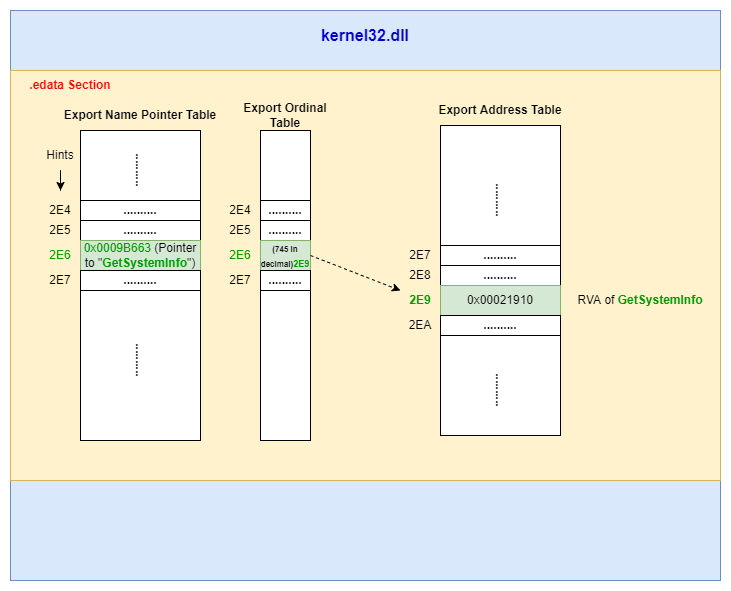 kernel32.dll
.edata Section
Export Name Pointer Table
Hints
2E4
..........
2E5
..........
2E6
0x0009B663 (Pointer
to "GetSystemInfo")
2E7
..........
Export Ordinal
Table
2E4
..........
2E5
..........
2E6
(745 in
decimal)2E9
2E7
..........
Export Address Table
2E7
..........
2E8
..........
2E9
0x00021910
RVA of GetSystemInfo
2EA
..........